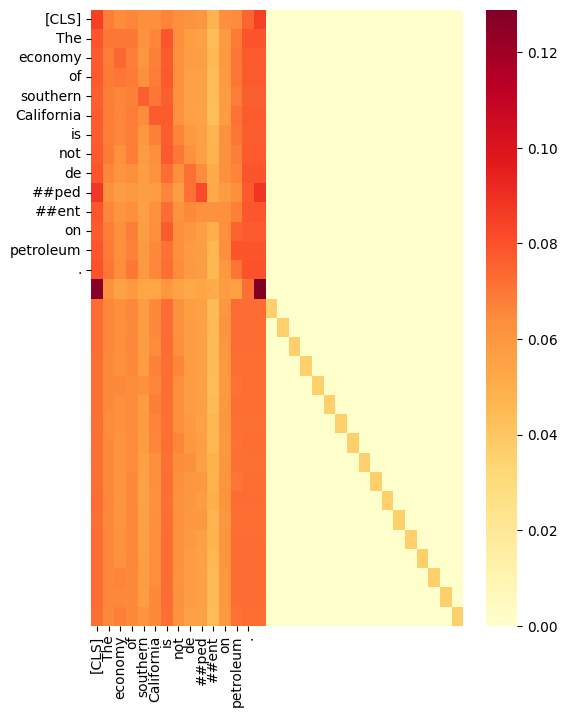 [CLS]
The
economy
of
southern
California
is
not
de
##ped
##ent
on
petroleum
.
0.12
0.10
0.08
0.06
0.04
0.02
0.00
[CLS]
The
economy
of
southern
California
is
not
de
##ped
##ent
on
petroleum
.